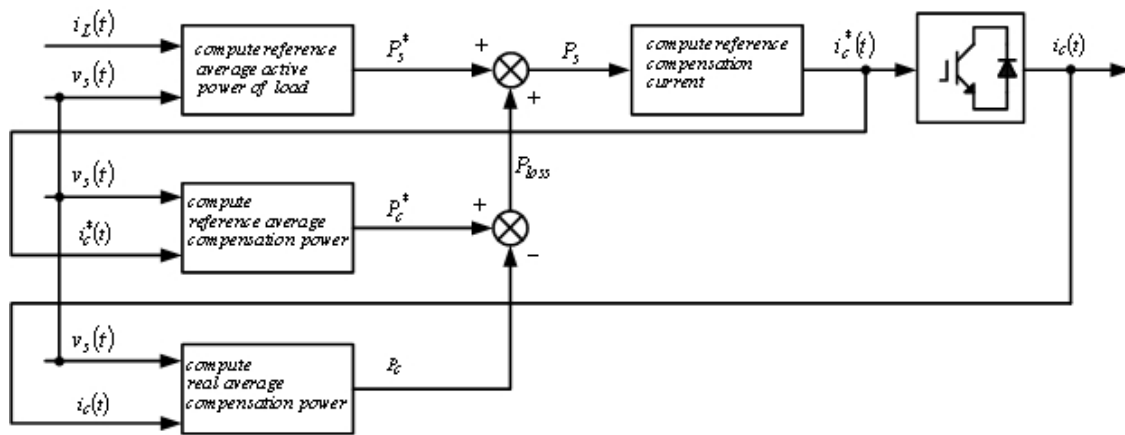 i_L(t)
v_s(t)
compute reference
average active
power of load
P_s^*
+
+
P_s
compute reference
compensation
current
i_c^*(t)
i_c(t)
P_loss
v_s(t)
i_c^*(t)
compute
reference average
compensation power
P_c^*
+
−
v_s(t)
i_c(t)
compute
real average
compensation power
P_c